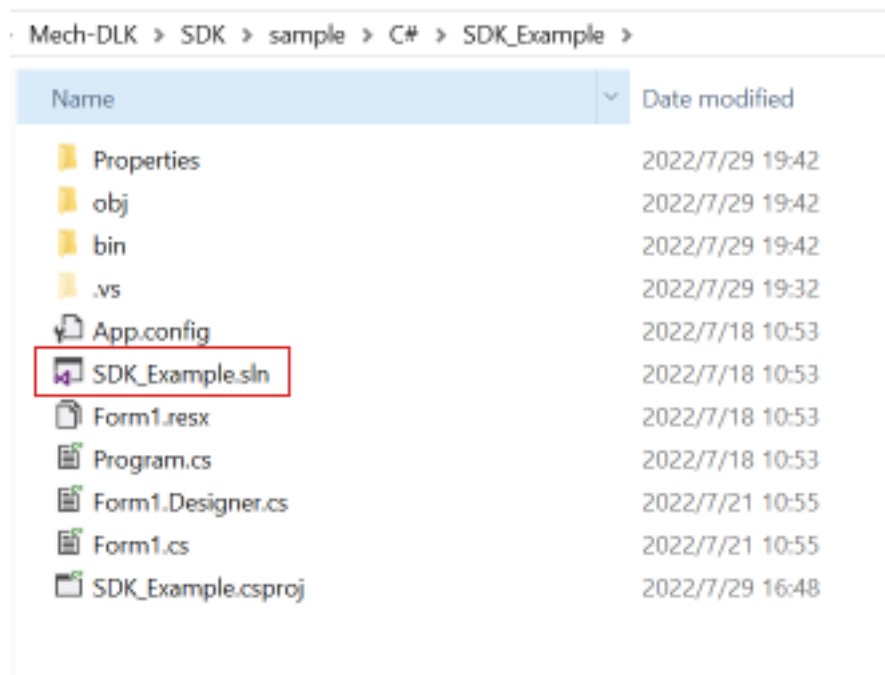 Mech-DLK > SDK > sample > C# > SDK_Example >
Name Date modified
Properties 2022/7/29 19:42
obj 2022/7/29 19:42
bin 2022/7/29 19:42
.vs 2022/7/29 19:32
App.config 2022/7/18 10:53
SDK_Example.sln 2022/7/18 10:53
Form1.resx 2022/7/18 10:53
Program.cs 2022/7/18 10:53
Form1.Designer.cs 2022/7/21 10:55
Form1.cs 2022/7/21 10:55
SDK_Example.csproj 2022/7/29 16:48